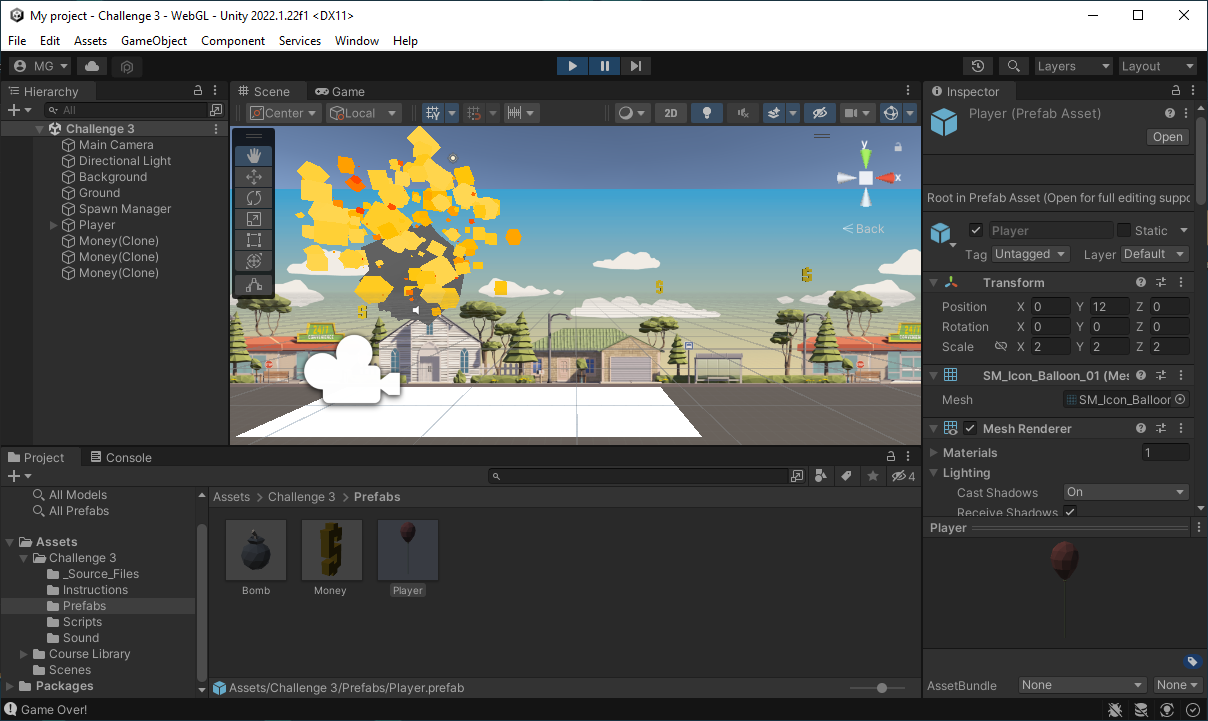 My project - Challenge 3 - WebGL - Unity 2022.1.22f1 <DX11>
File Edit Assets GameObject Component Services Window Help
MG Layers Layout
Hierarchy
All
Challenge 3
Main Camera
Directional Light
Background
Ground
Spawn Manager
Player
Money(Clone)
Money(Clone)
Money(Clone)
Scene Game
Center Local 2D
y
x
Back
Inspector
Player (Prefab Asset)
Open
Root in Prefab Asset (Open for full editing suppo
Player Static
Tag Untagged Layer Default
Transform
Position X 0 Y 12 Z 0
Rotation X 0 Y 0 Z 0
Scale X 2 Y 2 Z 2
SM_Icon_Balloon_01 (Mes
Mesh SM_Icon_Balloor
Mesh Renderer
Materials 1
Lighting
Cast Shadows On
Receive Shadows
Player
AssetBundle None None
Project Console
4
All Models
All Prefabs
Assets
Challenge 3
_Source_Files
Instructions
Prefabs
Scripts
Sound
Course Library
Scenes
Packages
Assets > Challenge 3 > Prefabs
Bomb Money Player
Assets/Challenge 3/Prefabs/Player.prefab
Game Over!